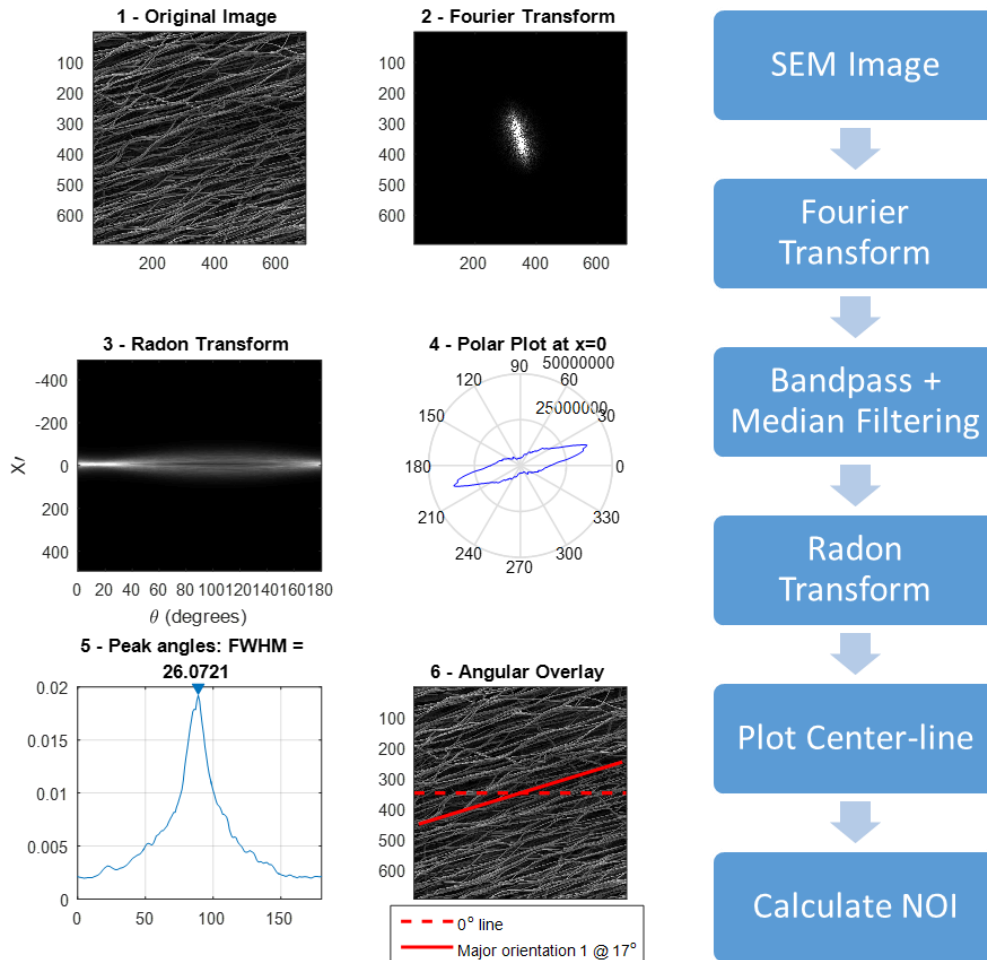 1 - Original Image
100
200
300
400
500
600
200 400 600
2 - Fourier Transform
100
200
300
400
500
600
200 400 600
3 - Radon Transform
-400
-200
0
200
400
X′
0 20 40 60 80 100 120 140 160 180
θ (degrees)
4 - Polar Plot at x=0
50000000
25000000
90
60
30
0
330
300
270
240
210
180
150
120
5 - Peak angles: FWHM =
26.0721
0.02
0.015
0.01
0.005
0
0 50 100 150
6 - Angular Overlay
100
200
300
400
500
600
0° line
Major orientation 1 @ 17°
SEM Image
Fourier
Transform
Bandpass +
Median Filtering
Radon
Transform
Plot Center-line
Calculate NOI